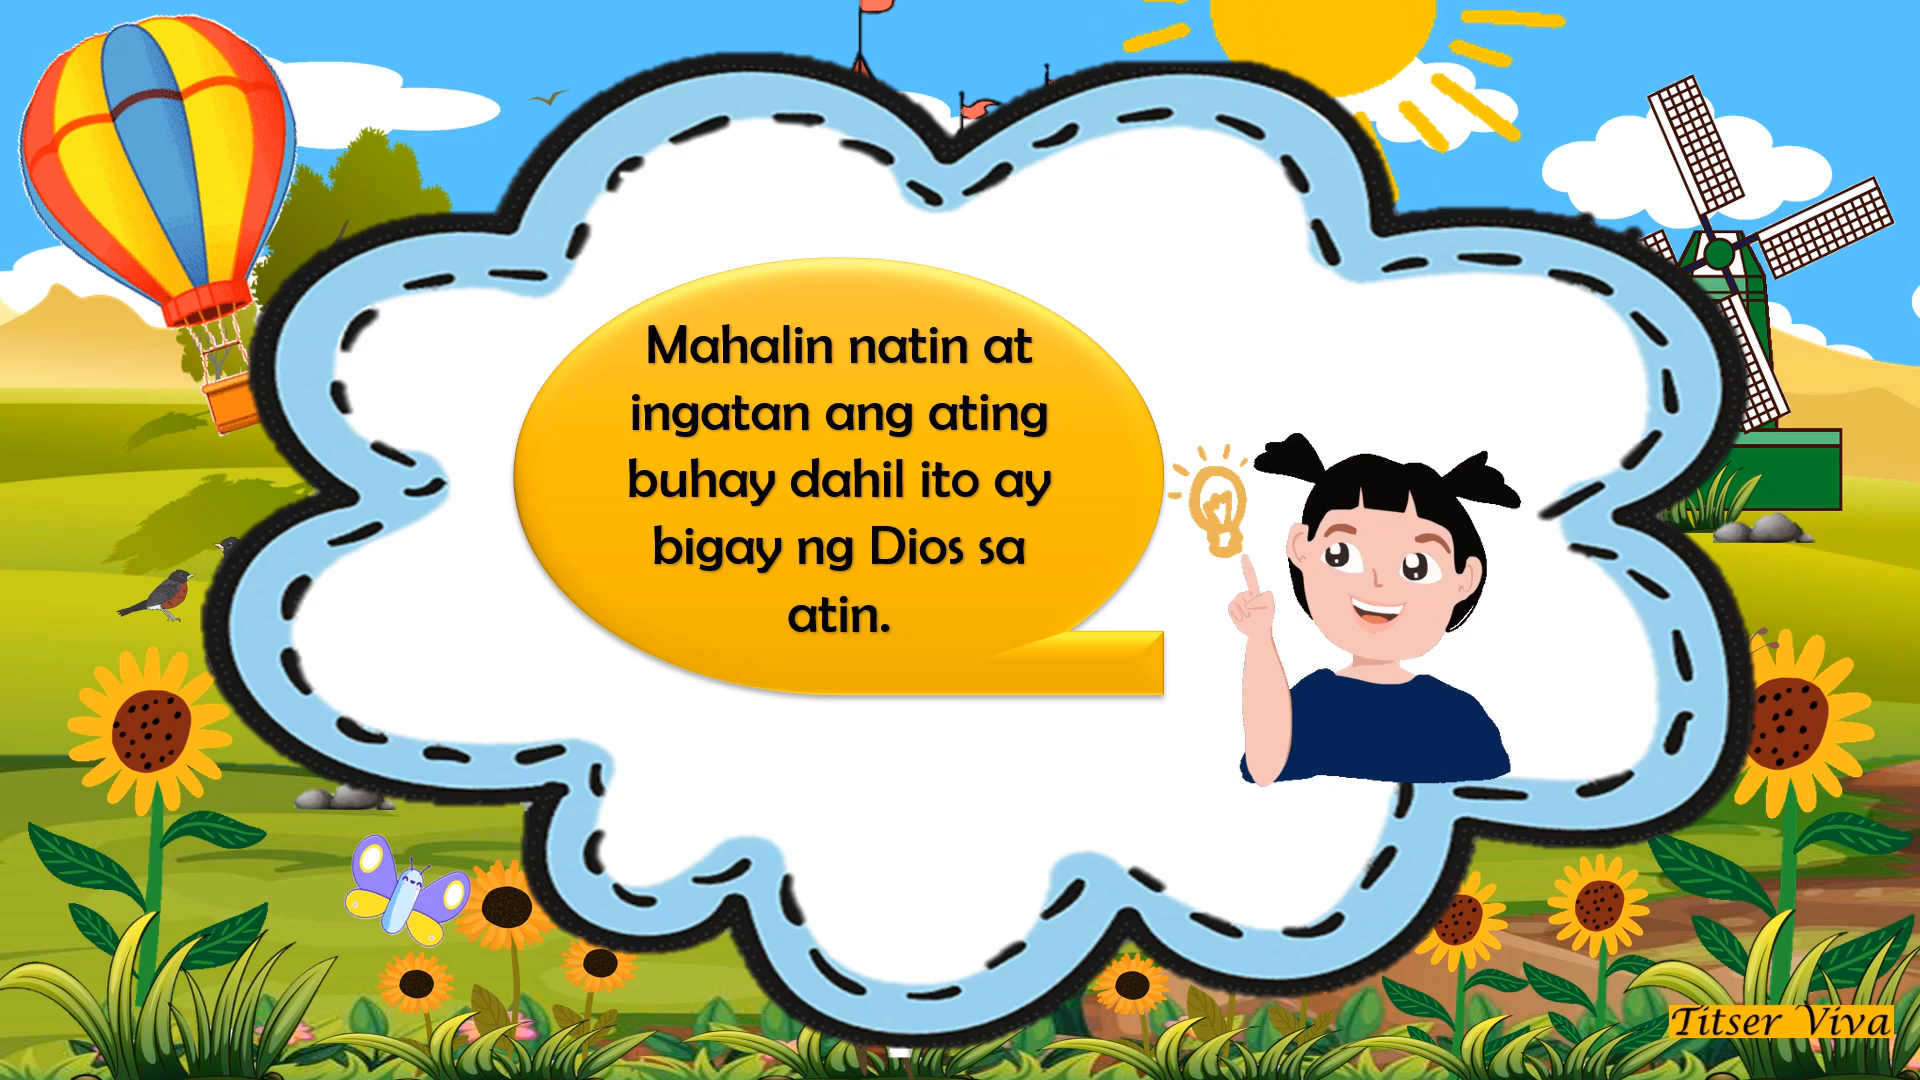 Mahalin natin at
ingatan ang ating
buhay dahil ito ay
bigay ng Dios sa
atin.
Titser Viva